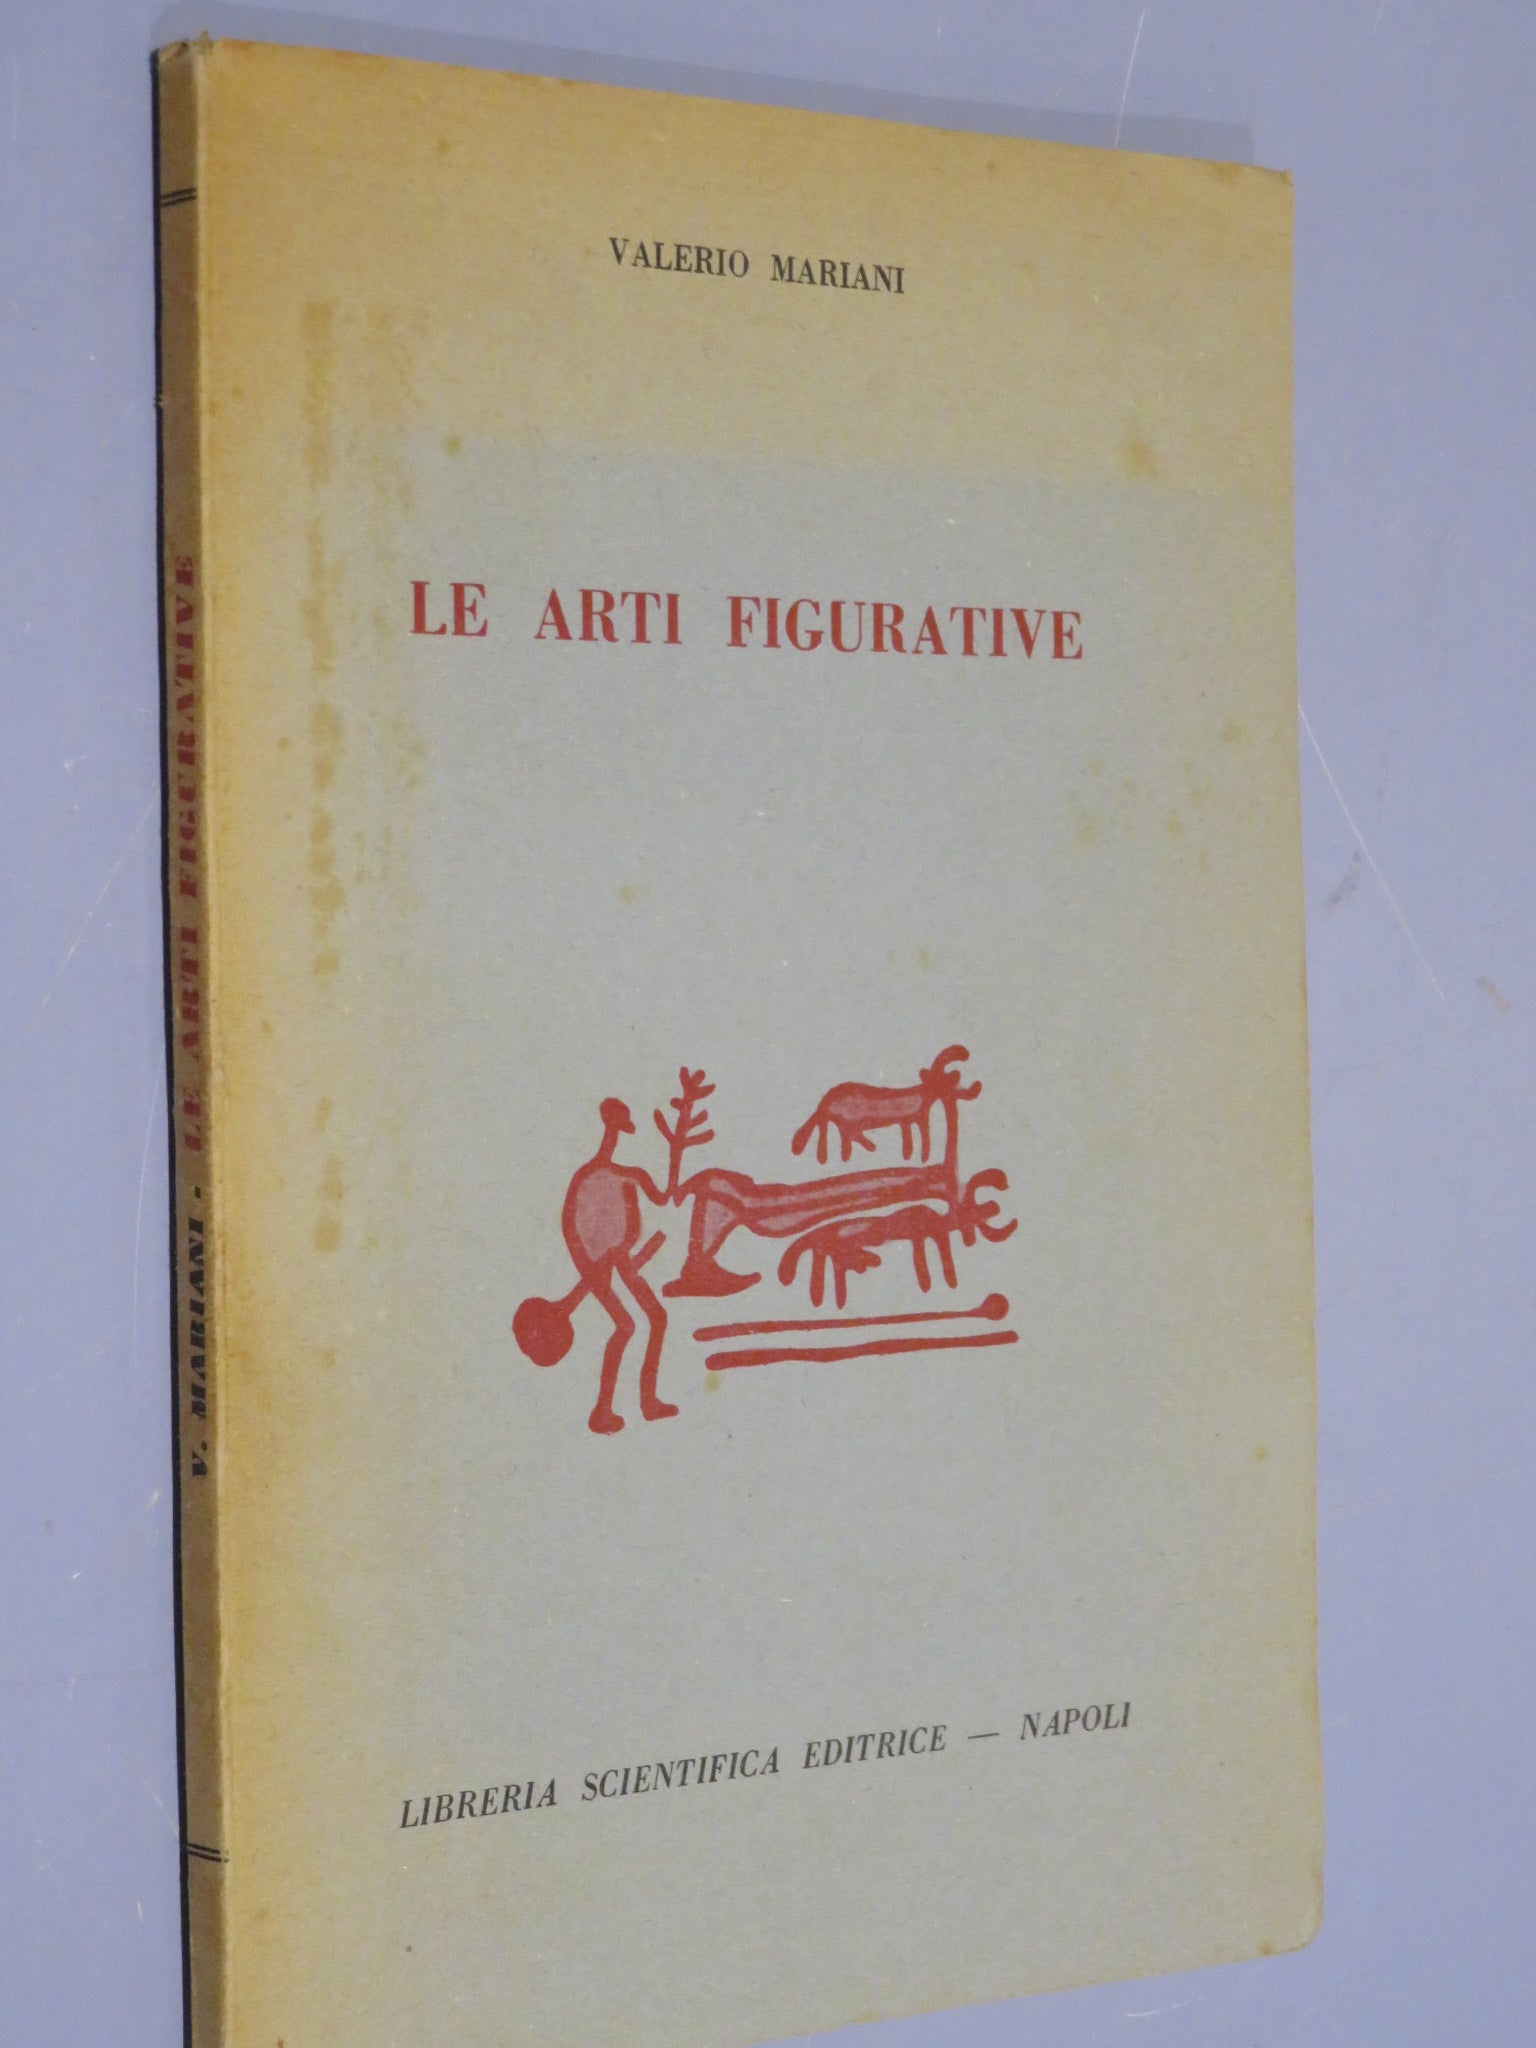 VALERIO MARIANI
LE ARTI FIGURATIVE
LIBRERIA SCIENTIFICA EDITRICE — NAPOLI
V. MARIANI - LE ARTI FIGURATIVE